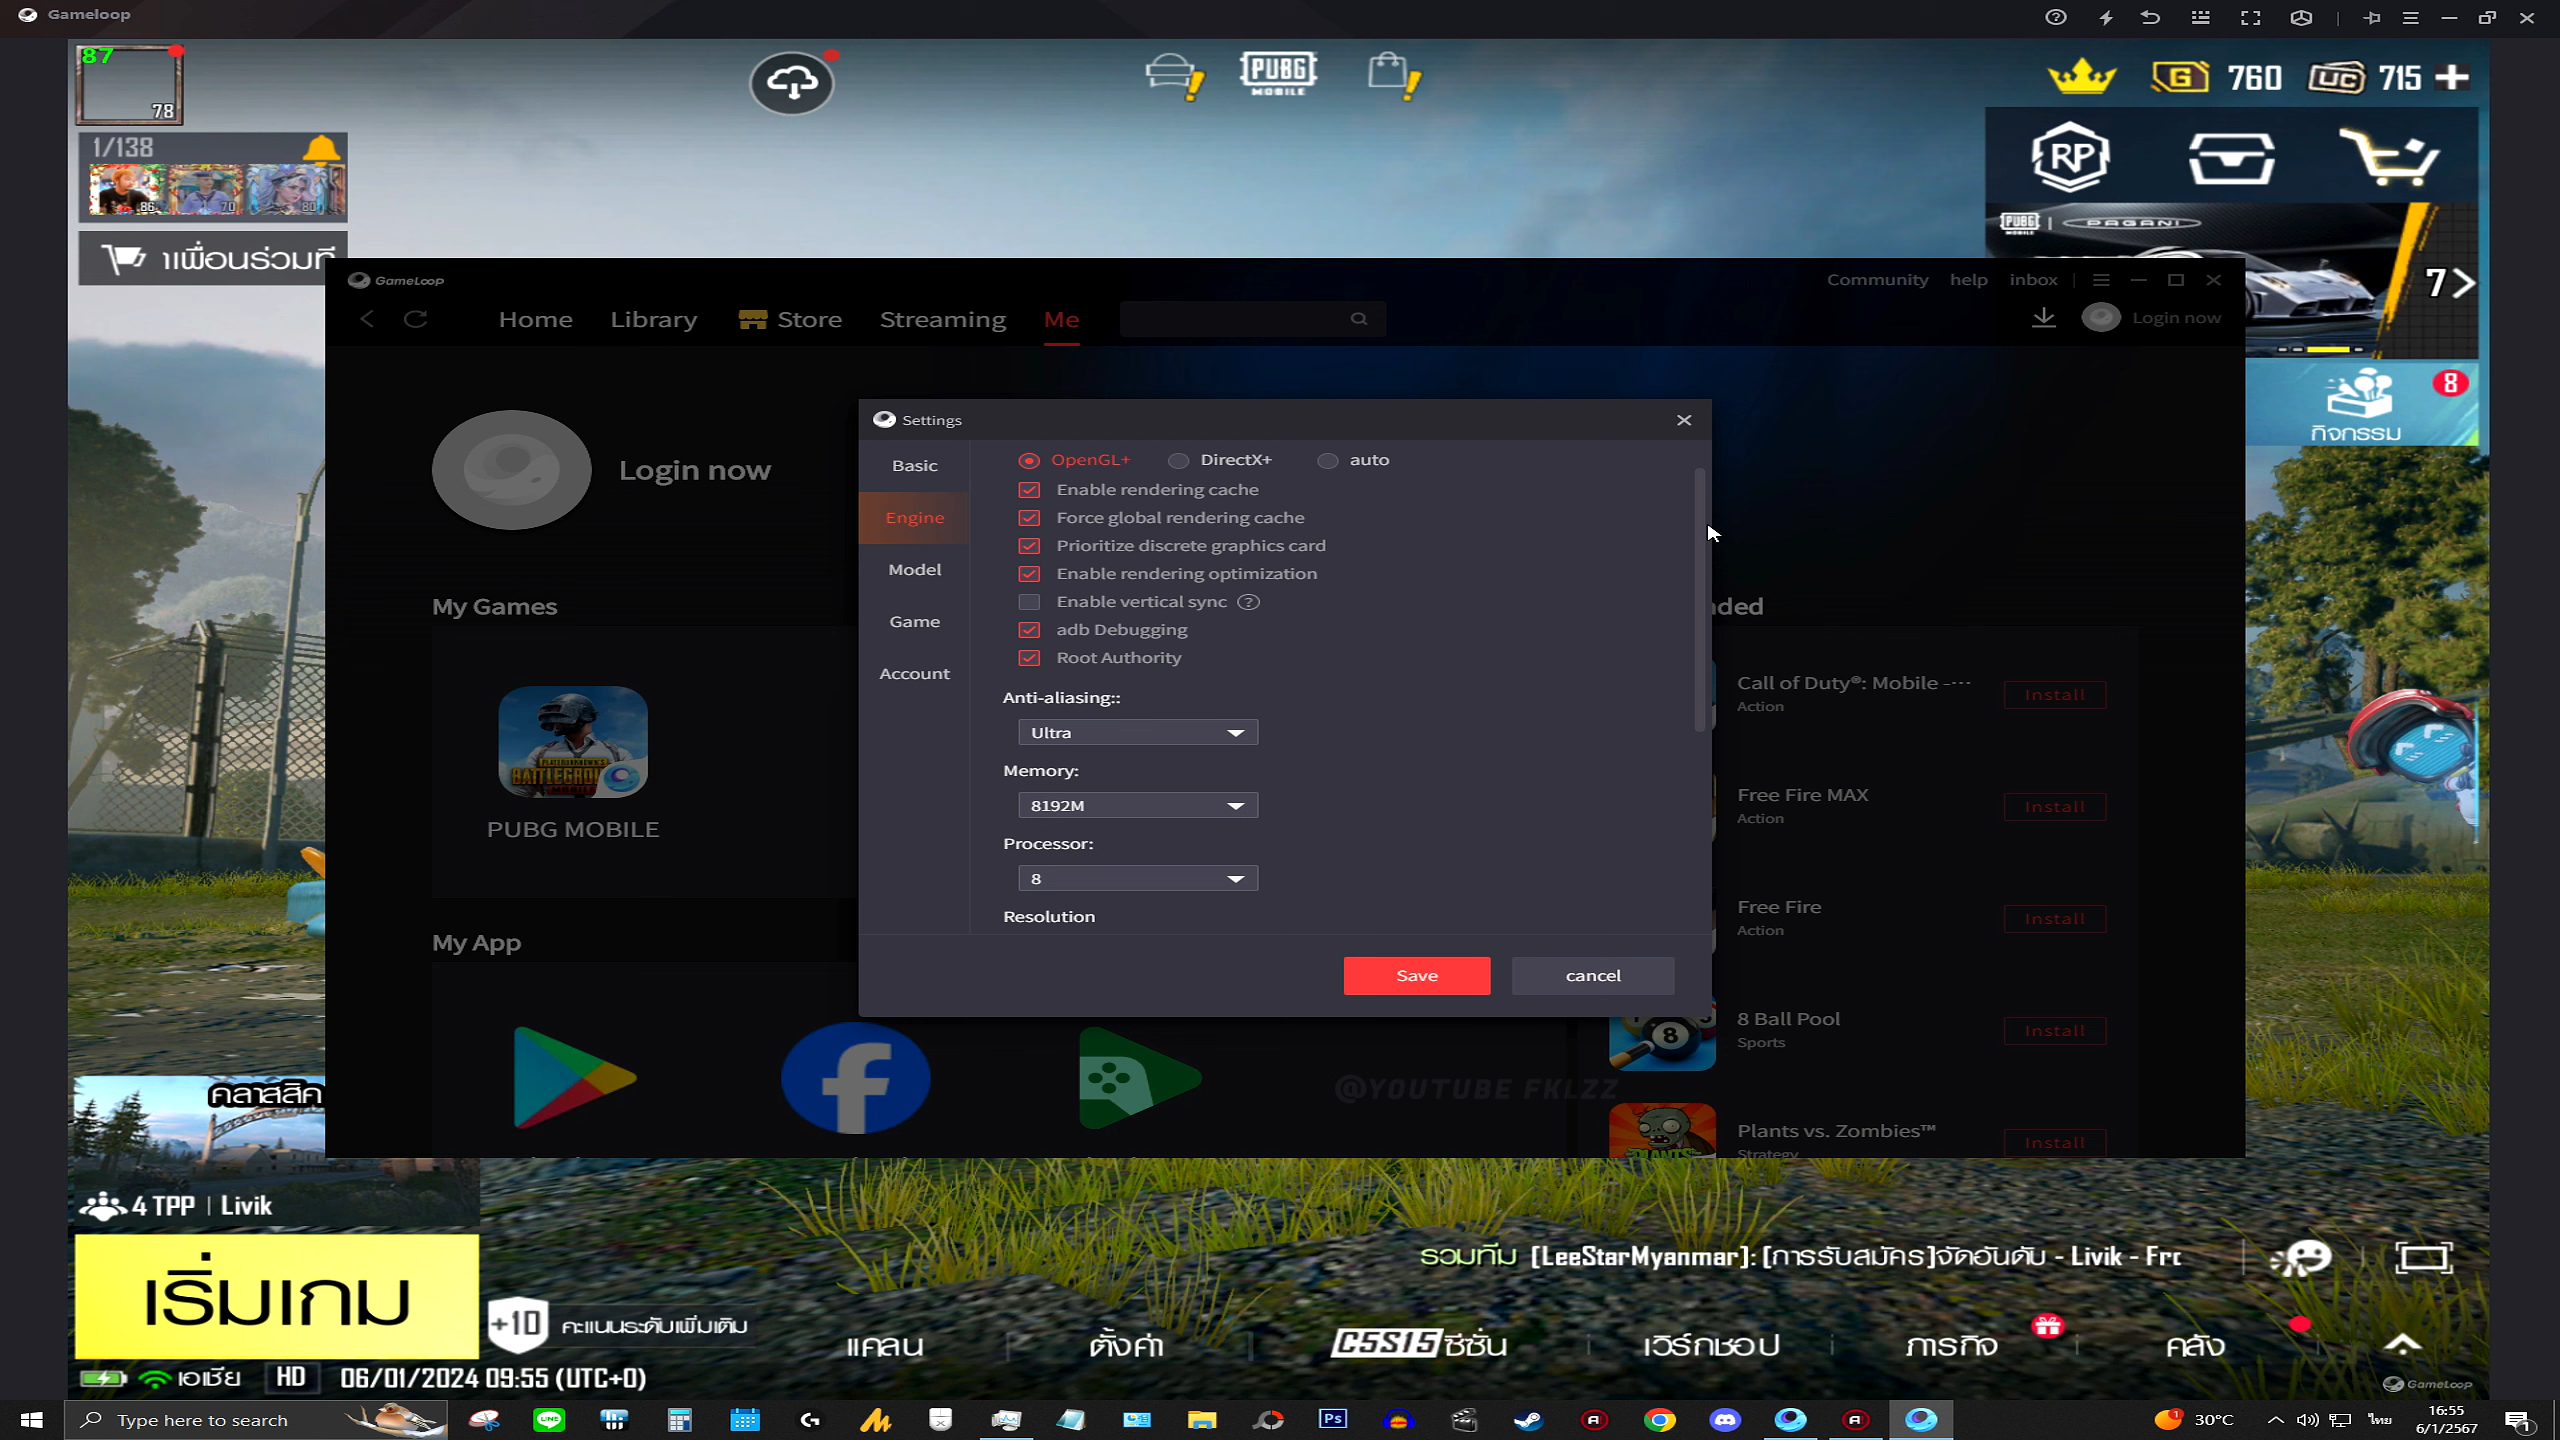 Gameloop
87
78
PUBG
MOBILE
760
UC 715
1/138
86
70
80
RP
PUBG MOBILE | PAGANI
7
8
กิจกรรม
GameLoop
Community
help
inbox
Home
Library
Store
Streaming
Me
Login now
Login now
My Games
PUBG MOBILE
My App
Settings
Basic
Engine
Model
Game
Account
OpenGL+
DirectX+
auto
Enable rendering cache
Force global rendering cache
Prioritize discrete graphics card
Enable rendering optimization
Enable vertical sync ?
adb Debugging
Root Authority
Anti-aliasing::
Ultra
Memory:
8192M
Processor:
8
Resolution
Save
cancel
nded
Call of Duty®: Mobile -···
Action
Install
Free Fire MAX
Action
Install
Free Fire
Action
Install
8 Ball Pool
Sports
Install
Plants vs. Zombies™
Strategy
Install
@YOUTUBE FKLZZ
คลาสสิค
4 TPP | Livik
เริ่มเกม
+10 คะแนนระดับเพิ่มเติม
รวมทีม [LeeStarMyanmar]: [การรับสมัคร]จัดอันดับ - Livik - Frc
แคลน
ตั้งค่า
C5S15 ซีซั่น
เวิร์กชอป
ภารกิจ
คลัง
เอเชีย
HD
06/01/2024 09:55 (UTC+0)
GameLoop
Type here to search
LINE
Ps
30°C
ไทย
16:55
6/1/2567
1